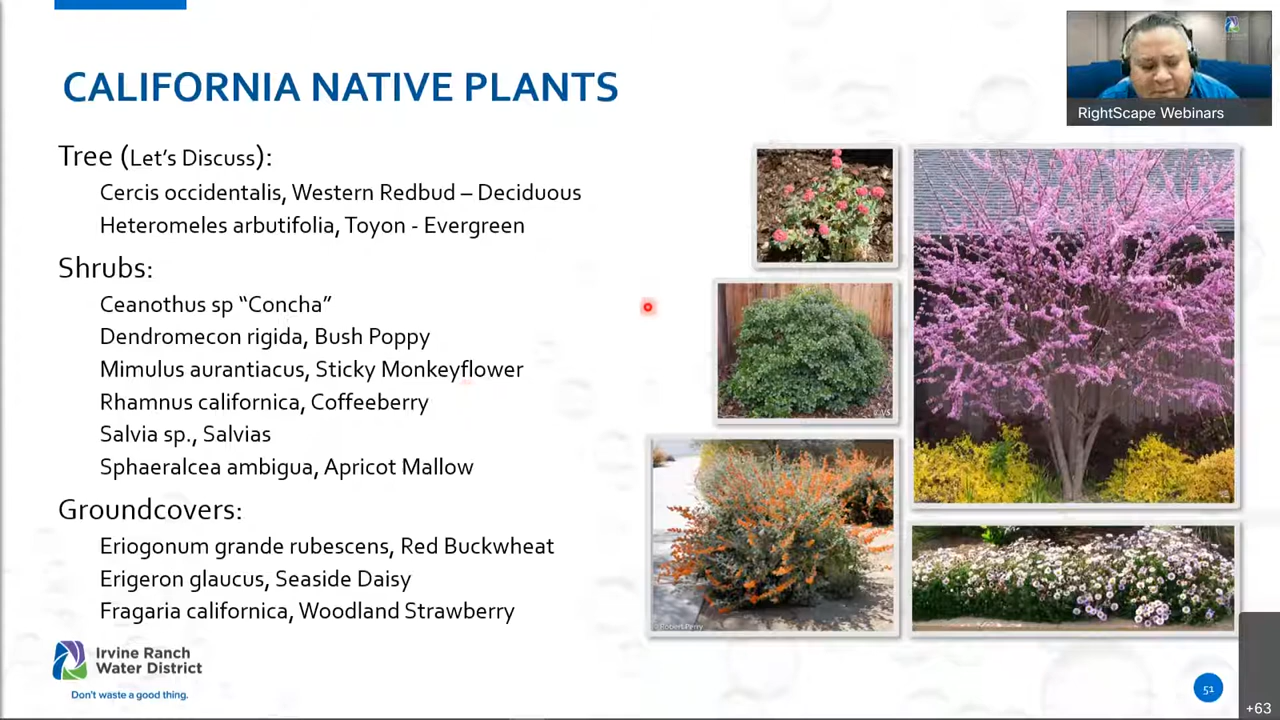 CALIFORNIA NATIVE PLANTS
RightScape Webinars
Tree (Let's Discuss):
Cercis occidentalis, Western Redbud – Deciduous
Heteromeles arbutifolia, Toyon - Evergreen
Shrubs:
Ceanothus sp “Concha”
Dendromecon rigida, Bush Poppy
Mimulus aurantiacus, Sticky Monkeyflower
Rhamnus californica, Coffeeberry
Salvia sp., Salvias
Sphaeralcea ambigua, Apricot Mallow
Groundcovers:
Eriogonum grande rubescens, Red Buckwheat
Erigeron glaucus, Seaside Daisy
Fragaria californica, Woodland Strawberry
Robert Perry
Irvine Ranch
Water District
Don't waste a good thing.
51
+63